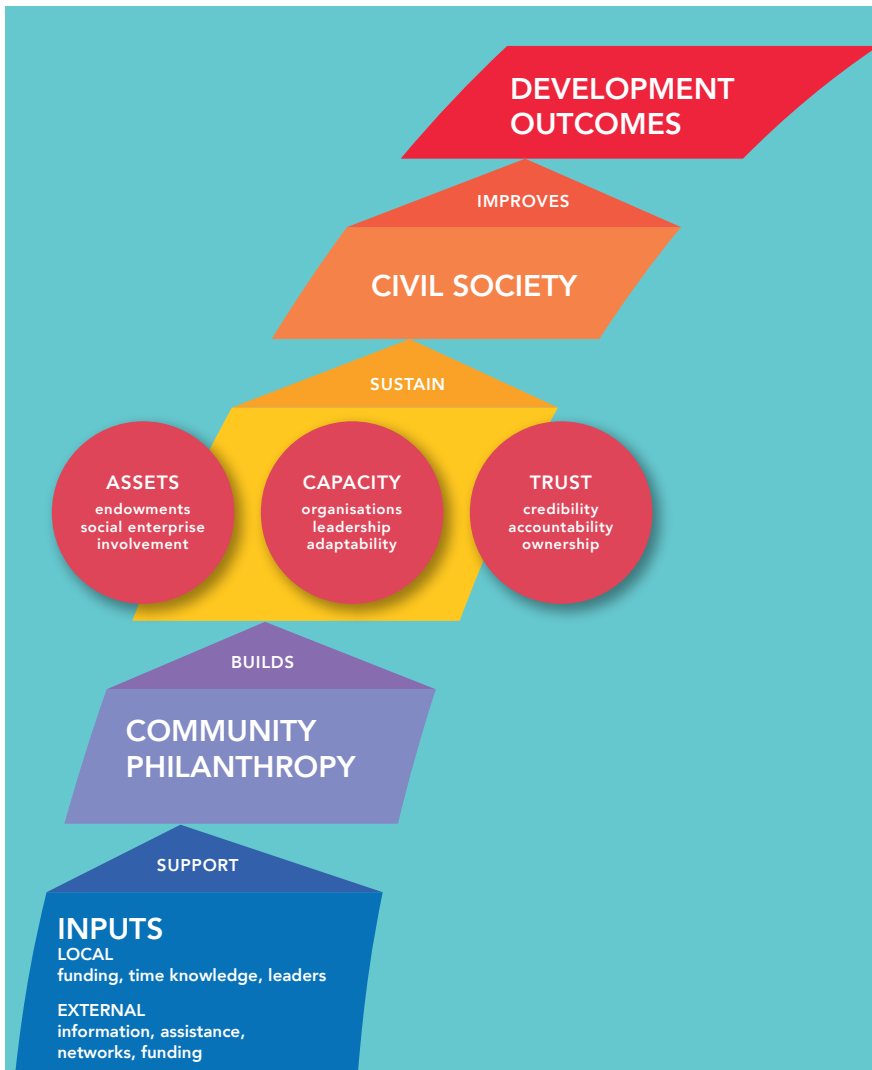 DEVELOPMENT
OUTCOMES
IMPROVES
CIVIL SOCIETY
SUSTAIN
ASSETS
endowments
social enterprise
involvement
CAPACITY
organisations
leadership
adaptability
TRUST
credibility
accountability
ownership
BUILDS
COMMUNITY
PHILANTHROPY
SUPPORT
INPUTS
LOCAL
funding, time knowledge, leaders
EXTERNAL
information, assistance,
networks, funding